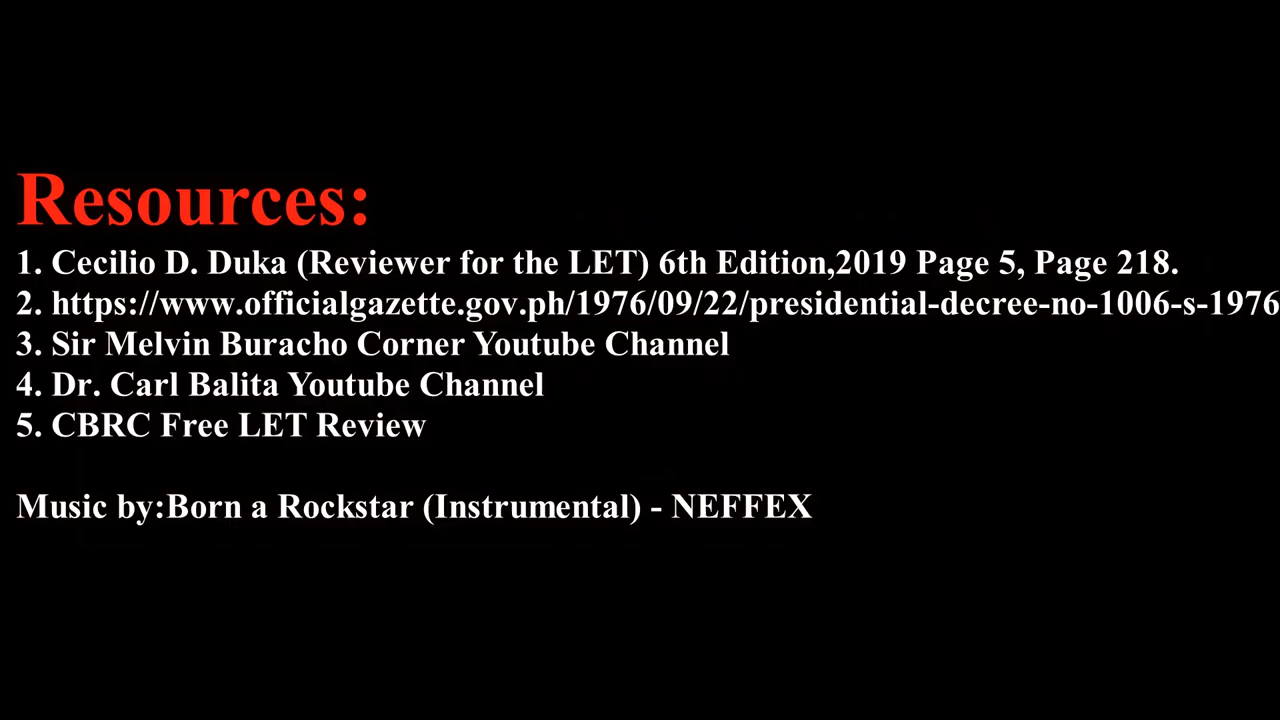 Resources:
1. Cecilio D. Duka (Reviewer for the LET) 6th Edition,2019 Page 5, Page 218.
2. https://www.officialgazette.gov.ph/1976/09/22/presidential-decree-no-1006-s-1976
3. Sir Melvin Buracho Corner Youtube Channel
4. Dr. Carl Balita Youtube Channel
5. CBRC Free LET Review
Music by:Born a Rockstar (Instrumental) - NEFFEX